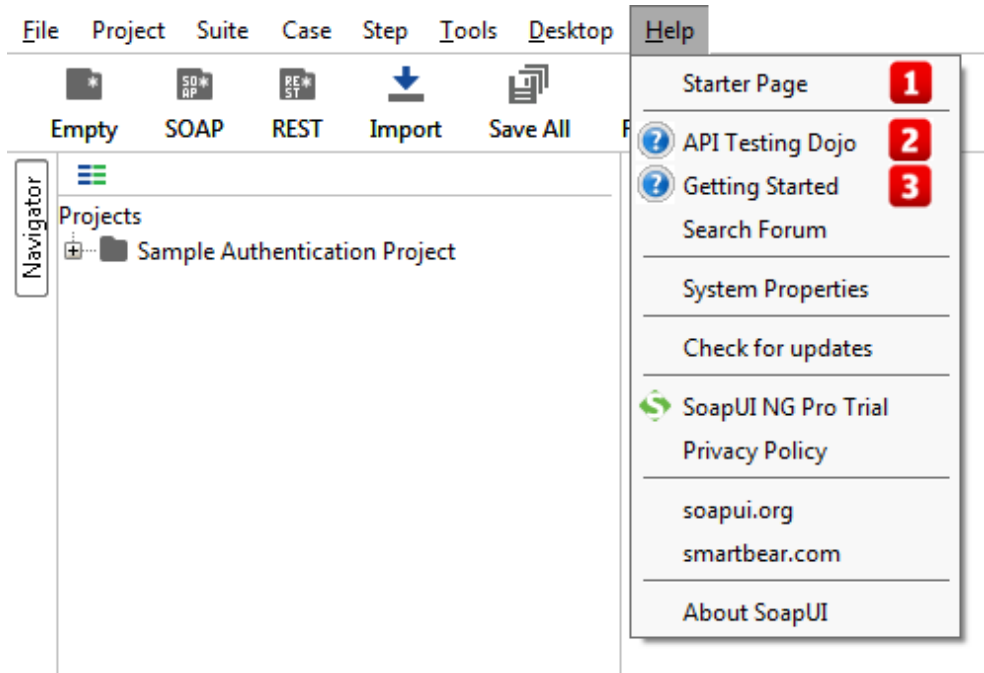 File Project Suite Case Step Tools Desktop Help
SOAP REST
Empty SOAP REST Import Save All F
Navigator
Projects
Sample Authentication Project
Starter Page 1
? API Testing Dojo 2
? Getting Started 3
Search Forum
System Properties
Check for updates
S SoapUI NG Pro Trial
Privacy Policy
soapui.org
smartbear.com
About SoapUI